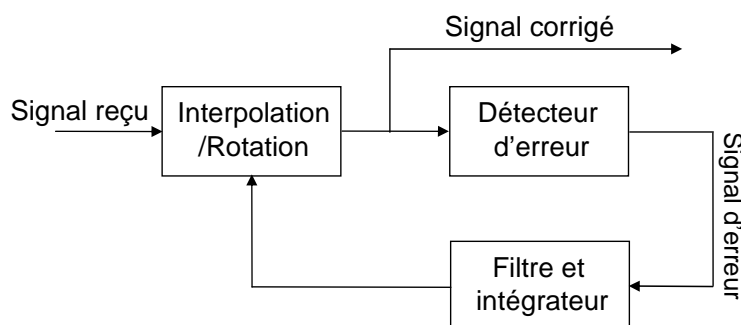 Signal corrigé
Signal reçu
Interpolation
/Rotation
Détecteur
d'erreur
Signal d'erreur
Filtre et
intégrateur